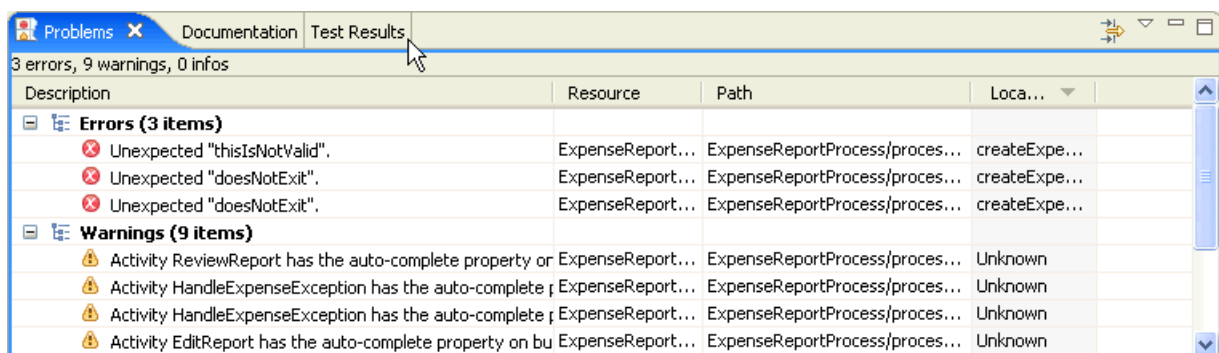 Problems Documentation Test Results
3 errors, 9 warnings, 0 infos
Description Resource Path Loca...
Errors (3 items)
Unexpected "thisIsNotValid". ExpenseReport... ExpenseReportProcess/proces... createExpe...
Unexpected "doesNotExit". ExpenseReport... ExpenseReportProcess/proces... createExpe...
Unexpected "doesNotExit". ExpenseReport... ExpenseReportProcess/proces... createExpe...
Warnings (9 items)
Activity ReviewReport has the auto-complete property or ExpenseReport... ExpenseReportProcess/proces... Unknown
Activity HandleExpenseException has the auto-complete ExpenseReport... ExpenseReportProcess/proces... Unknown
Activity HandleExpenseException has the auto-complete ExpenseReport... ExpenseReportProcess/proces... Unknown
Activity EditReport has the auto-complete property on bu ExpenseReport... ExpenseReportProcess/proces... Unknown